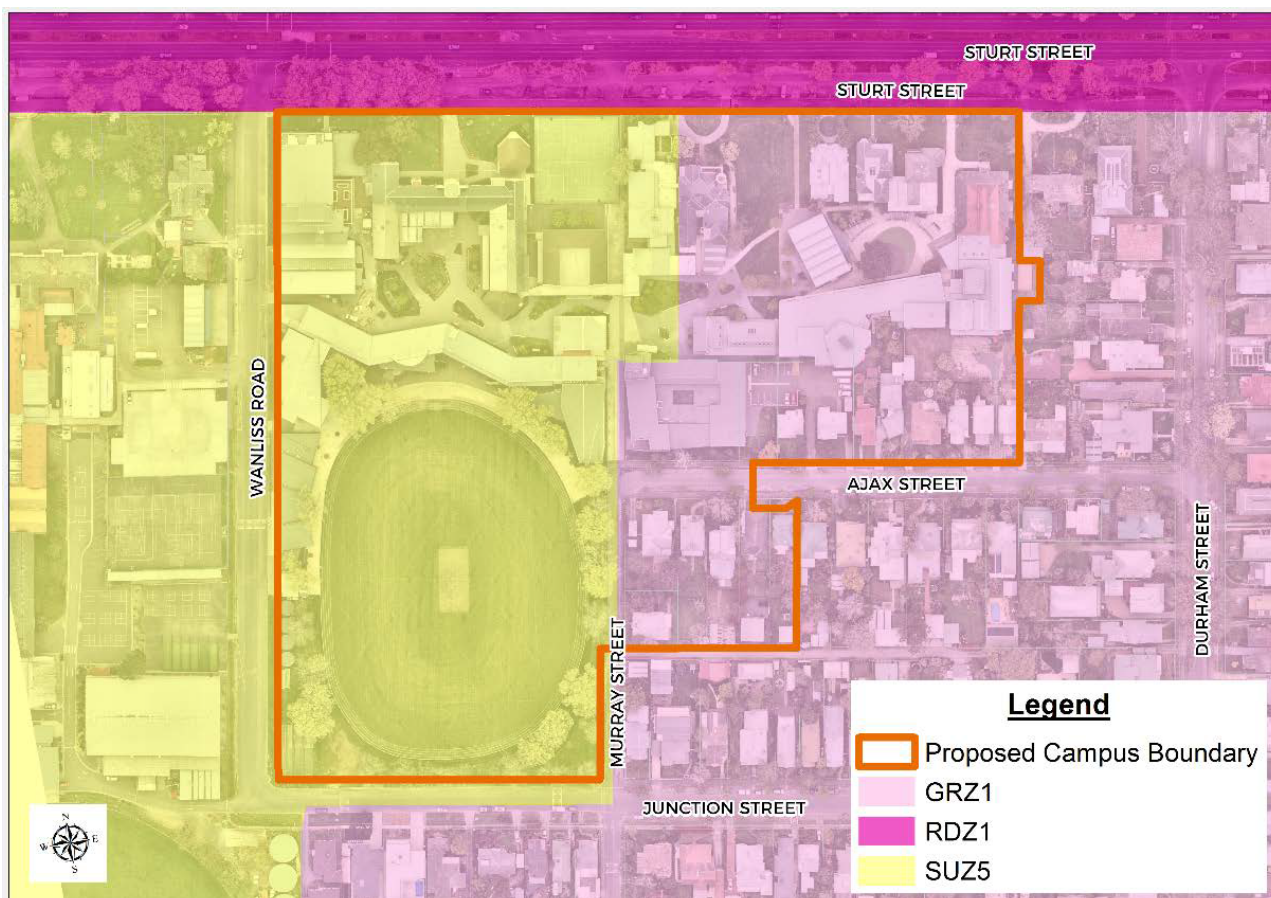 STURT STREET
STURT STREET
WANLISS ROAD
AJAX STREET
DURHAM STREET
MURRAY STREET
JUNCTION STREET
Legend
Proposed Campus Boundary
GRZ1
RDZ1
SUZ5
N
W E
S